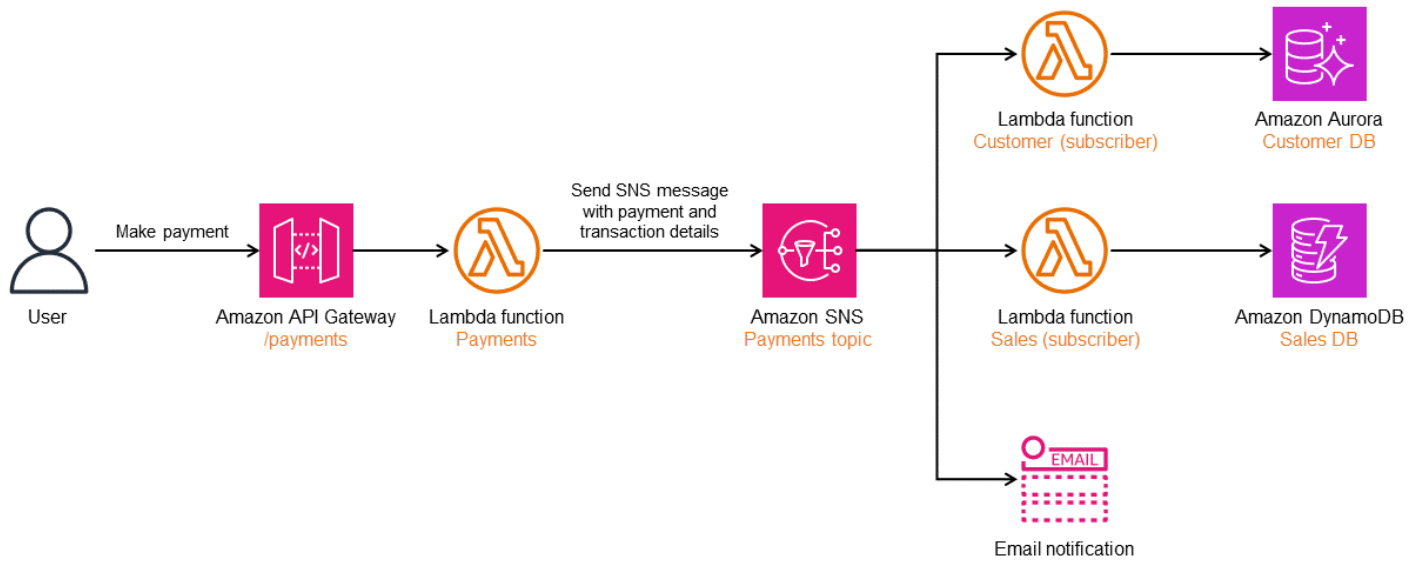 Lambda function
Customer (subscriber)
Amazon Aurora
Customer DB
Make payment
Send SNS message
with payment and
transaction details
</>
User
Amazon API Gateway
/payments
Lambda function
Payments
Amazon SNS
Payments topic
Lambda function
Sales (subscriber)
Amazon DynamoDB
Sales DB
EMAIL
Email notification